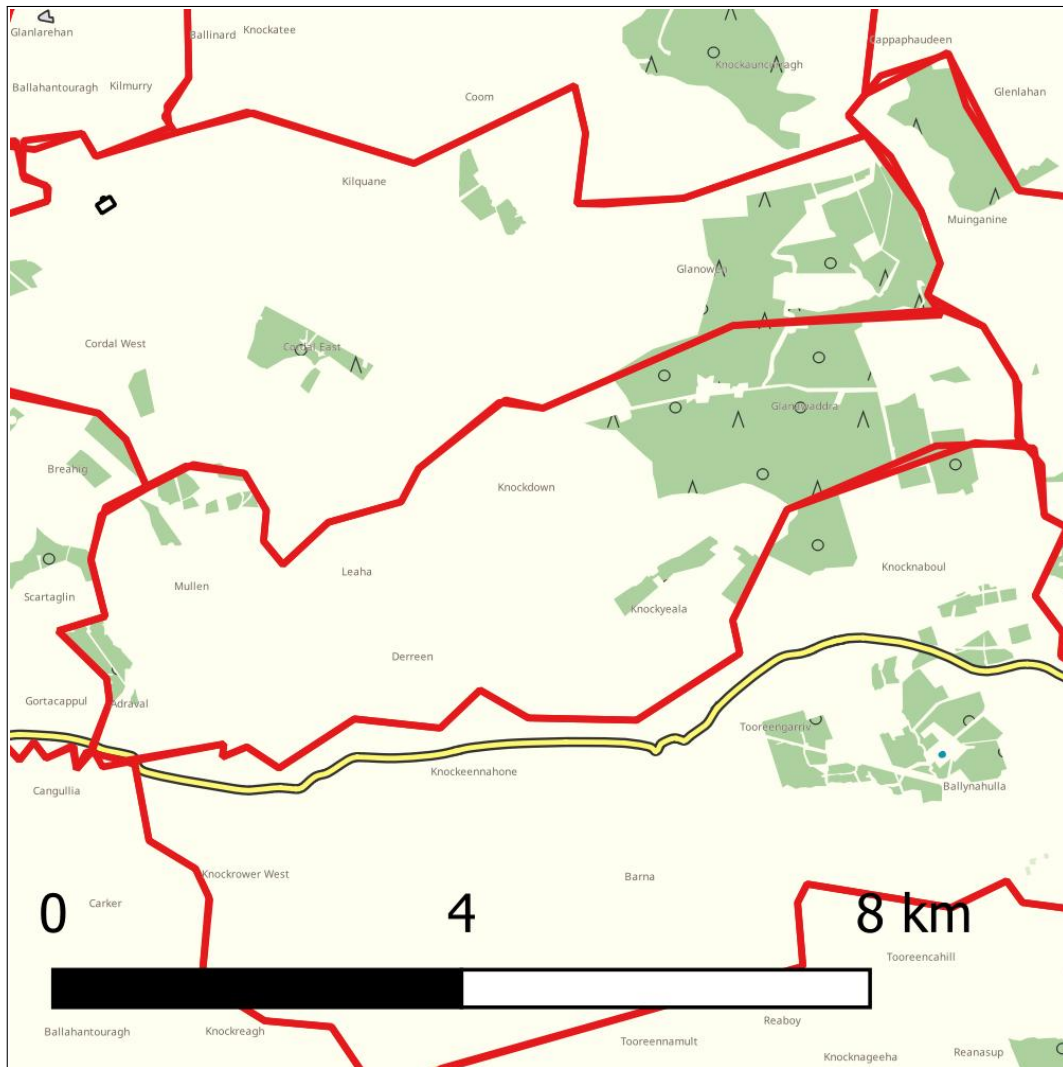 Glanlarehan
Ballinard
Knockatee
Cappaphaudeen
Knockauncurragh
Ballahantouragh
Kilmurry
Coom
Glenlahan
Kilquane
Muinganine
Glanowen
Cordal West
Cordal East
Glannwaddra
Breahig
Knockdown
Leaha
Knocknaboul
Mullen
Scartaglin
Knockyeala
Derreen
Gortacappul
Adraval
Tooreengarriv
Knockeennahone
Cangullia
Ballynahulla
Knockrower West
Barna
Carker
0
4
8 km
Tooreencahill
Reaboy
Ballahantouragh
Knockreagh
Tooreennamult
Knocknageeha
Reanasup